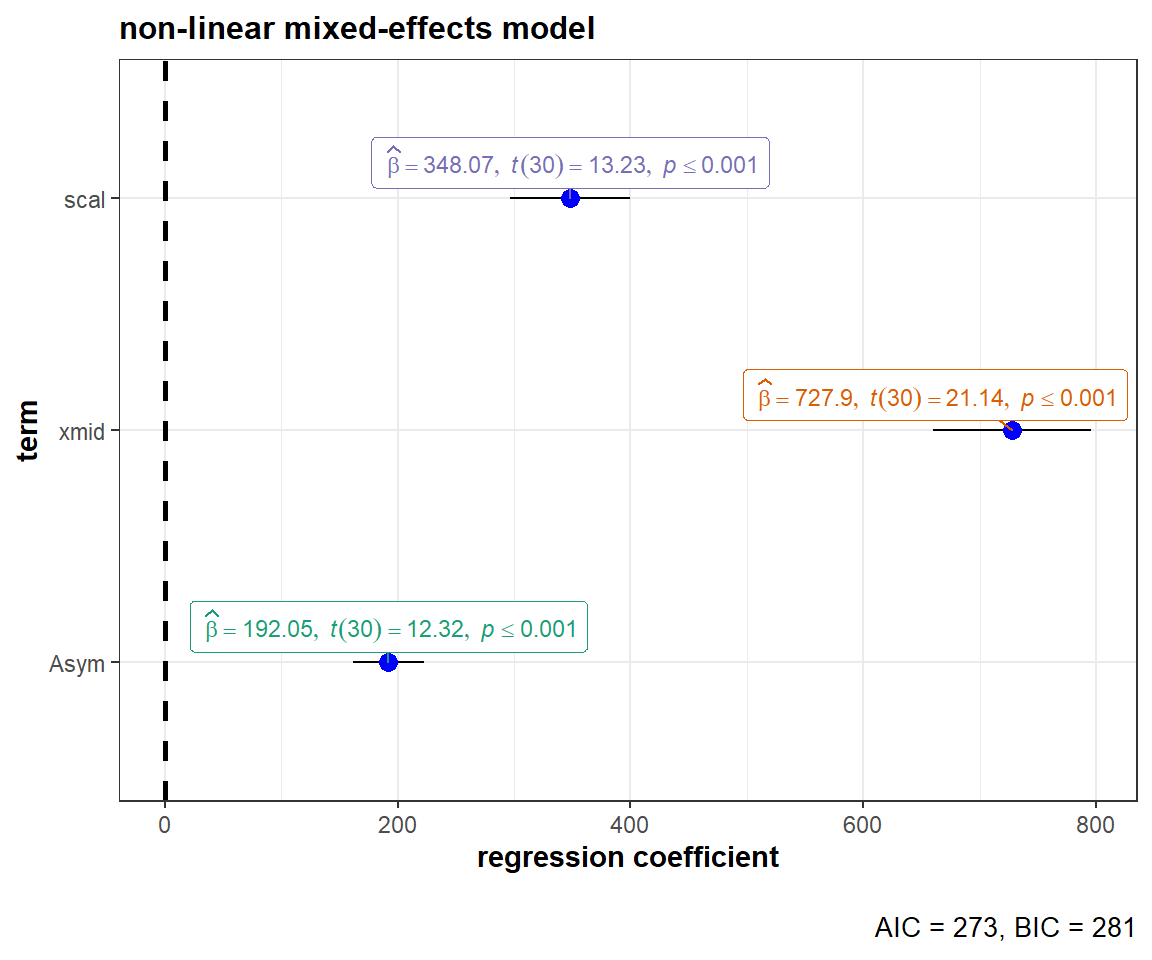 non-linear mixed-effects model
term
scal
β̂ = 348.07, t(30) = 13.23, p ≤ 0.001
xmid
β̂ = 727.9, t(30) = 21.14, p ≤ 0.001
Asym
β̂ = 192.05, t(30) = 12.32, p ≤ 0.001
0 200 400 600 800
regression coefficient
AIC = 273, BIC = 281